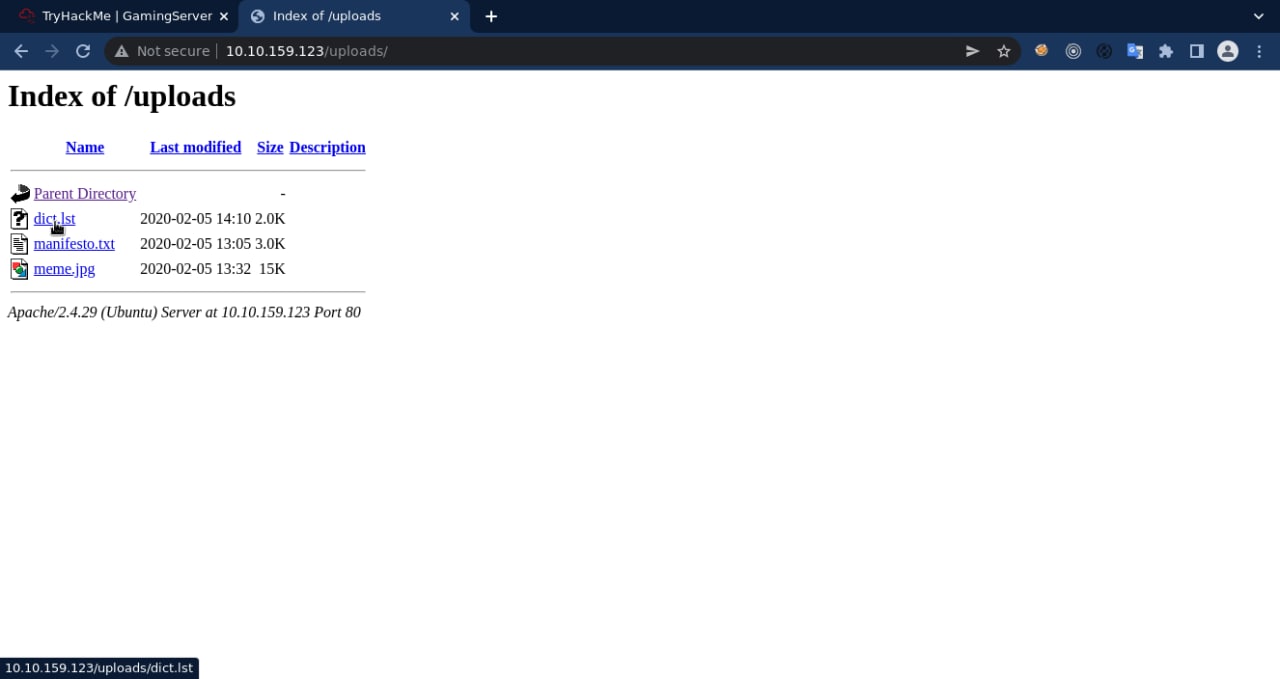 TryHackMe | GamingServer
Index of /uploads
Not secure
10.10.159.123/uploads/
Index of /uploads
Name Last modified Size Description
Parent Directory -
dict.lst 2020-02-05 14:10 2.0K
manifesto.txt 2020-02-05 13:05 3.0K
meme.jpg 2020-02-05 13:32 15K
Apache/2.4.29 (Ubuntu) Server at 10.10.159.123 Port 80
10.10.159.123/uploads/dict.lst